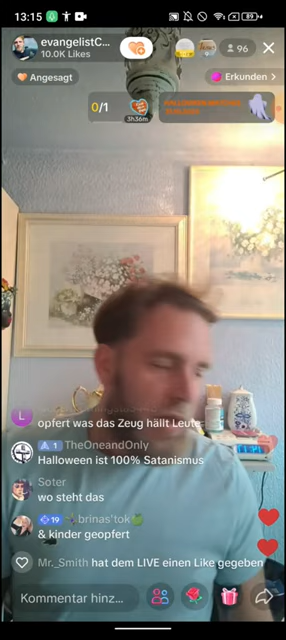 13:15
89
evangelistC...
10.0K Likes
96
Angesagt
Erkunden >
0/1
3h36m
L
opfert was das Zeug hällt Leute
1 TheOneandOnly
Halloween ist 100% Satanismus
Soter
wo steht das
19 brinas'tok
& kinder geopfert
Mr._Smith hat dem LIVE einen Like gegeben
Kommentar hinz...